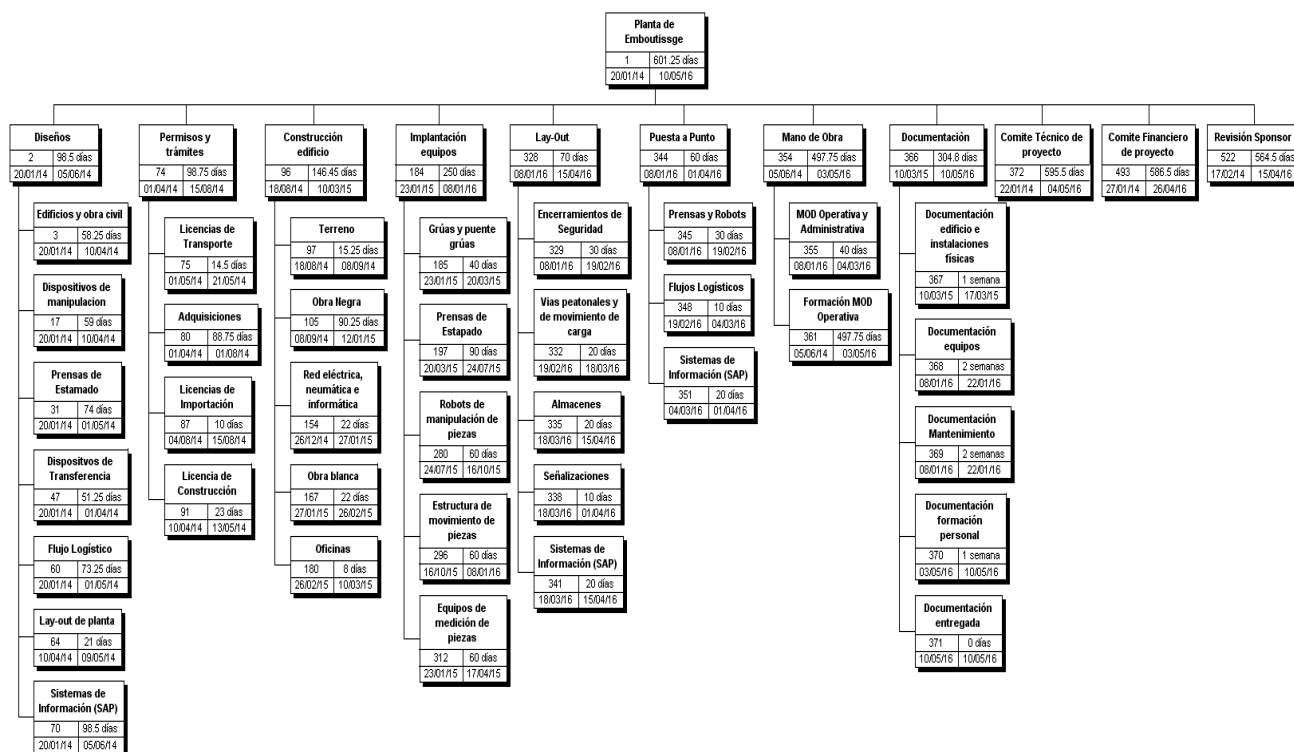 Planta de
Emboutissge
1 601.25 días
20/01/14 10/05/16
Diseños
2 98.5 días
20/01/14 05/06/14
Edificios y obra civil
3 58.25 días
20/01/14 10/04/14
Dispositivos de
manipulacion
17 59 días
20/01/14 10/04/14
Prensas de
Estamado
31 74 días
20/01/14 01/05/14
Dispositvos de
Transferencia
47 51.25 días
20/01/14 01/04/14
Flujo Logístico
60 73.25 días
20/01/14 01/05/14
Lay-out de planta
64 21 días
10/04/14 09/05/14
Sistemas de
Información (SAP)
70 98.5 días
20/01/14 05/06/14
Permisos y
trámites
74 98.75 días
01/04/14 15/08/14
Licencias de
Transporte
75 14.5 días
01/05/14 21/05/14
Adquisiciones
80 88.75 días
01/04/14 01/08/14
Licencias de
Importación
87 10 días
04/08/14 15/08/14
Licencia de
Construcción
91 23 días
10/04/14 13/05/14
Construcción
edificio
96 146.45 días
18/08/14 10/03/15
Terreno
97 15.25 días
18/08/14 08/09/14
Obra Negra
105 90.25 días
08/09/14 12/01/15
Red eléctrica,
neumática e
informática
154 22 días
26/12/14 27/01/15
Obra blanca
167 22 días
27/01/15 26/02/15
Oficinas
180 8 días
26/02/15 10/03/15
Implantación
equipos
184 250 días
23/01/15 08/01/16
Grúas y puente
grúas
185 40 días
23/01/15 20/03/15
Prensas de
Estapado
197 90 días
20/03/15 24/07/15
Robots de
manipulación de
piezas
280 60 días
24/07/15 16/10/15
Estructura de
movimiento de
piezas
296 60 días
16/10/15 08/01/16
Equipos de
medición de
piezas
312 60 días
23/01/15 17/04/15
Lay-Out
328 70 días
08/01/16 15/04/16
Encerramientos de
Seguridad
329 30 días
08/01/16 19/02/16
Vias peatonales y
de movimiento de
carga
332 20 días
19/02/16 18/03/16
Almacenes
335 20 días
18/03/16 15/04/16
Señalizaciones
338 10 días
18/03/16 01/04/16
Sistemas de
Información (SAP)
341 20 días
18/03/16 15/04/16
Puesta a Punto
344 60 días
08/01/16 01/04/16
Prensas y Robots
345 30 días
08/01/16 19/02/16
Flujos Logísticos
348 10 días
19/02/16 04/03/16
Sistemas de
Información (SAP)
351 20 días
04/03/16 01/04/16
Mano de Obra
354 497.75 días
05/06/14 03/05/16
MOD Operativa y
Administrativa
355 40 días
08/01/16 04/03/16
Formación MOD
Operativa
361 497.75 días
05/06/14 03/05/16
Documentaciòn
366 304.8 días
10/03/15 10/05/16
Documentación
edificio e
instalaciones
físicas
367 1 semana
10/03/15 17/03/15
Documentación
equipos
368 2 semanas
08/01/16 22/01/16
Documentación
Mantenimiento
369 2 semanas
08/01/16 22/01/16
Documentación
formación
personal
370 1 semana
03/05/16 10/05/16
Documentación
entregada
371 0 días
10/05/16 10/05/16
Comite Técnico de
proyecto
372 595.5 días
22/01/14 04/05/16
Comite Financiero
de proyecto
493 586.5 días
27/01/14 26/04/16
Revisión Sponsor
522 564.5 días
17/02/14 15/04/16